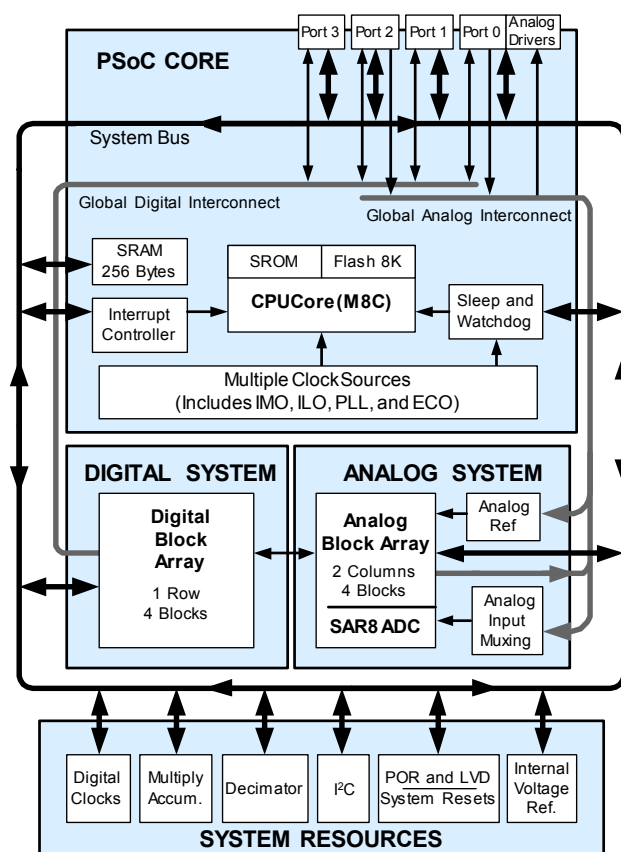 Port 3
Port 2
Port 1
Port 0
Analog
Drivers
PSoC CORE
System Bus
Global Digital Interconnect
Global Analog Interconnect
SRAM
256 Bytes
SROM
Flash 8K
CPUCore (M8C)
Interrupt
Controller
Sleep and
Watchdog
Multiple Clock Sources
(Includes IMO, ILO, PLL, and ECO)
DIGITAL SYSTEM
Digital
Block
Array
1 Row
4 Blocks
ANALOG SYSTEM
Analog
Block Array
2 Columns
4 Blocks
SAR8 ADC
Analog
Ref
Analog
Input
Muxing
Digital
Clocks
Multiply
Accum.
Decimator
I²C
POR and LVD
System Resets
Internal
Voltage
Ref.
SYSTEM RESOURCES